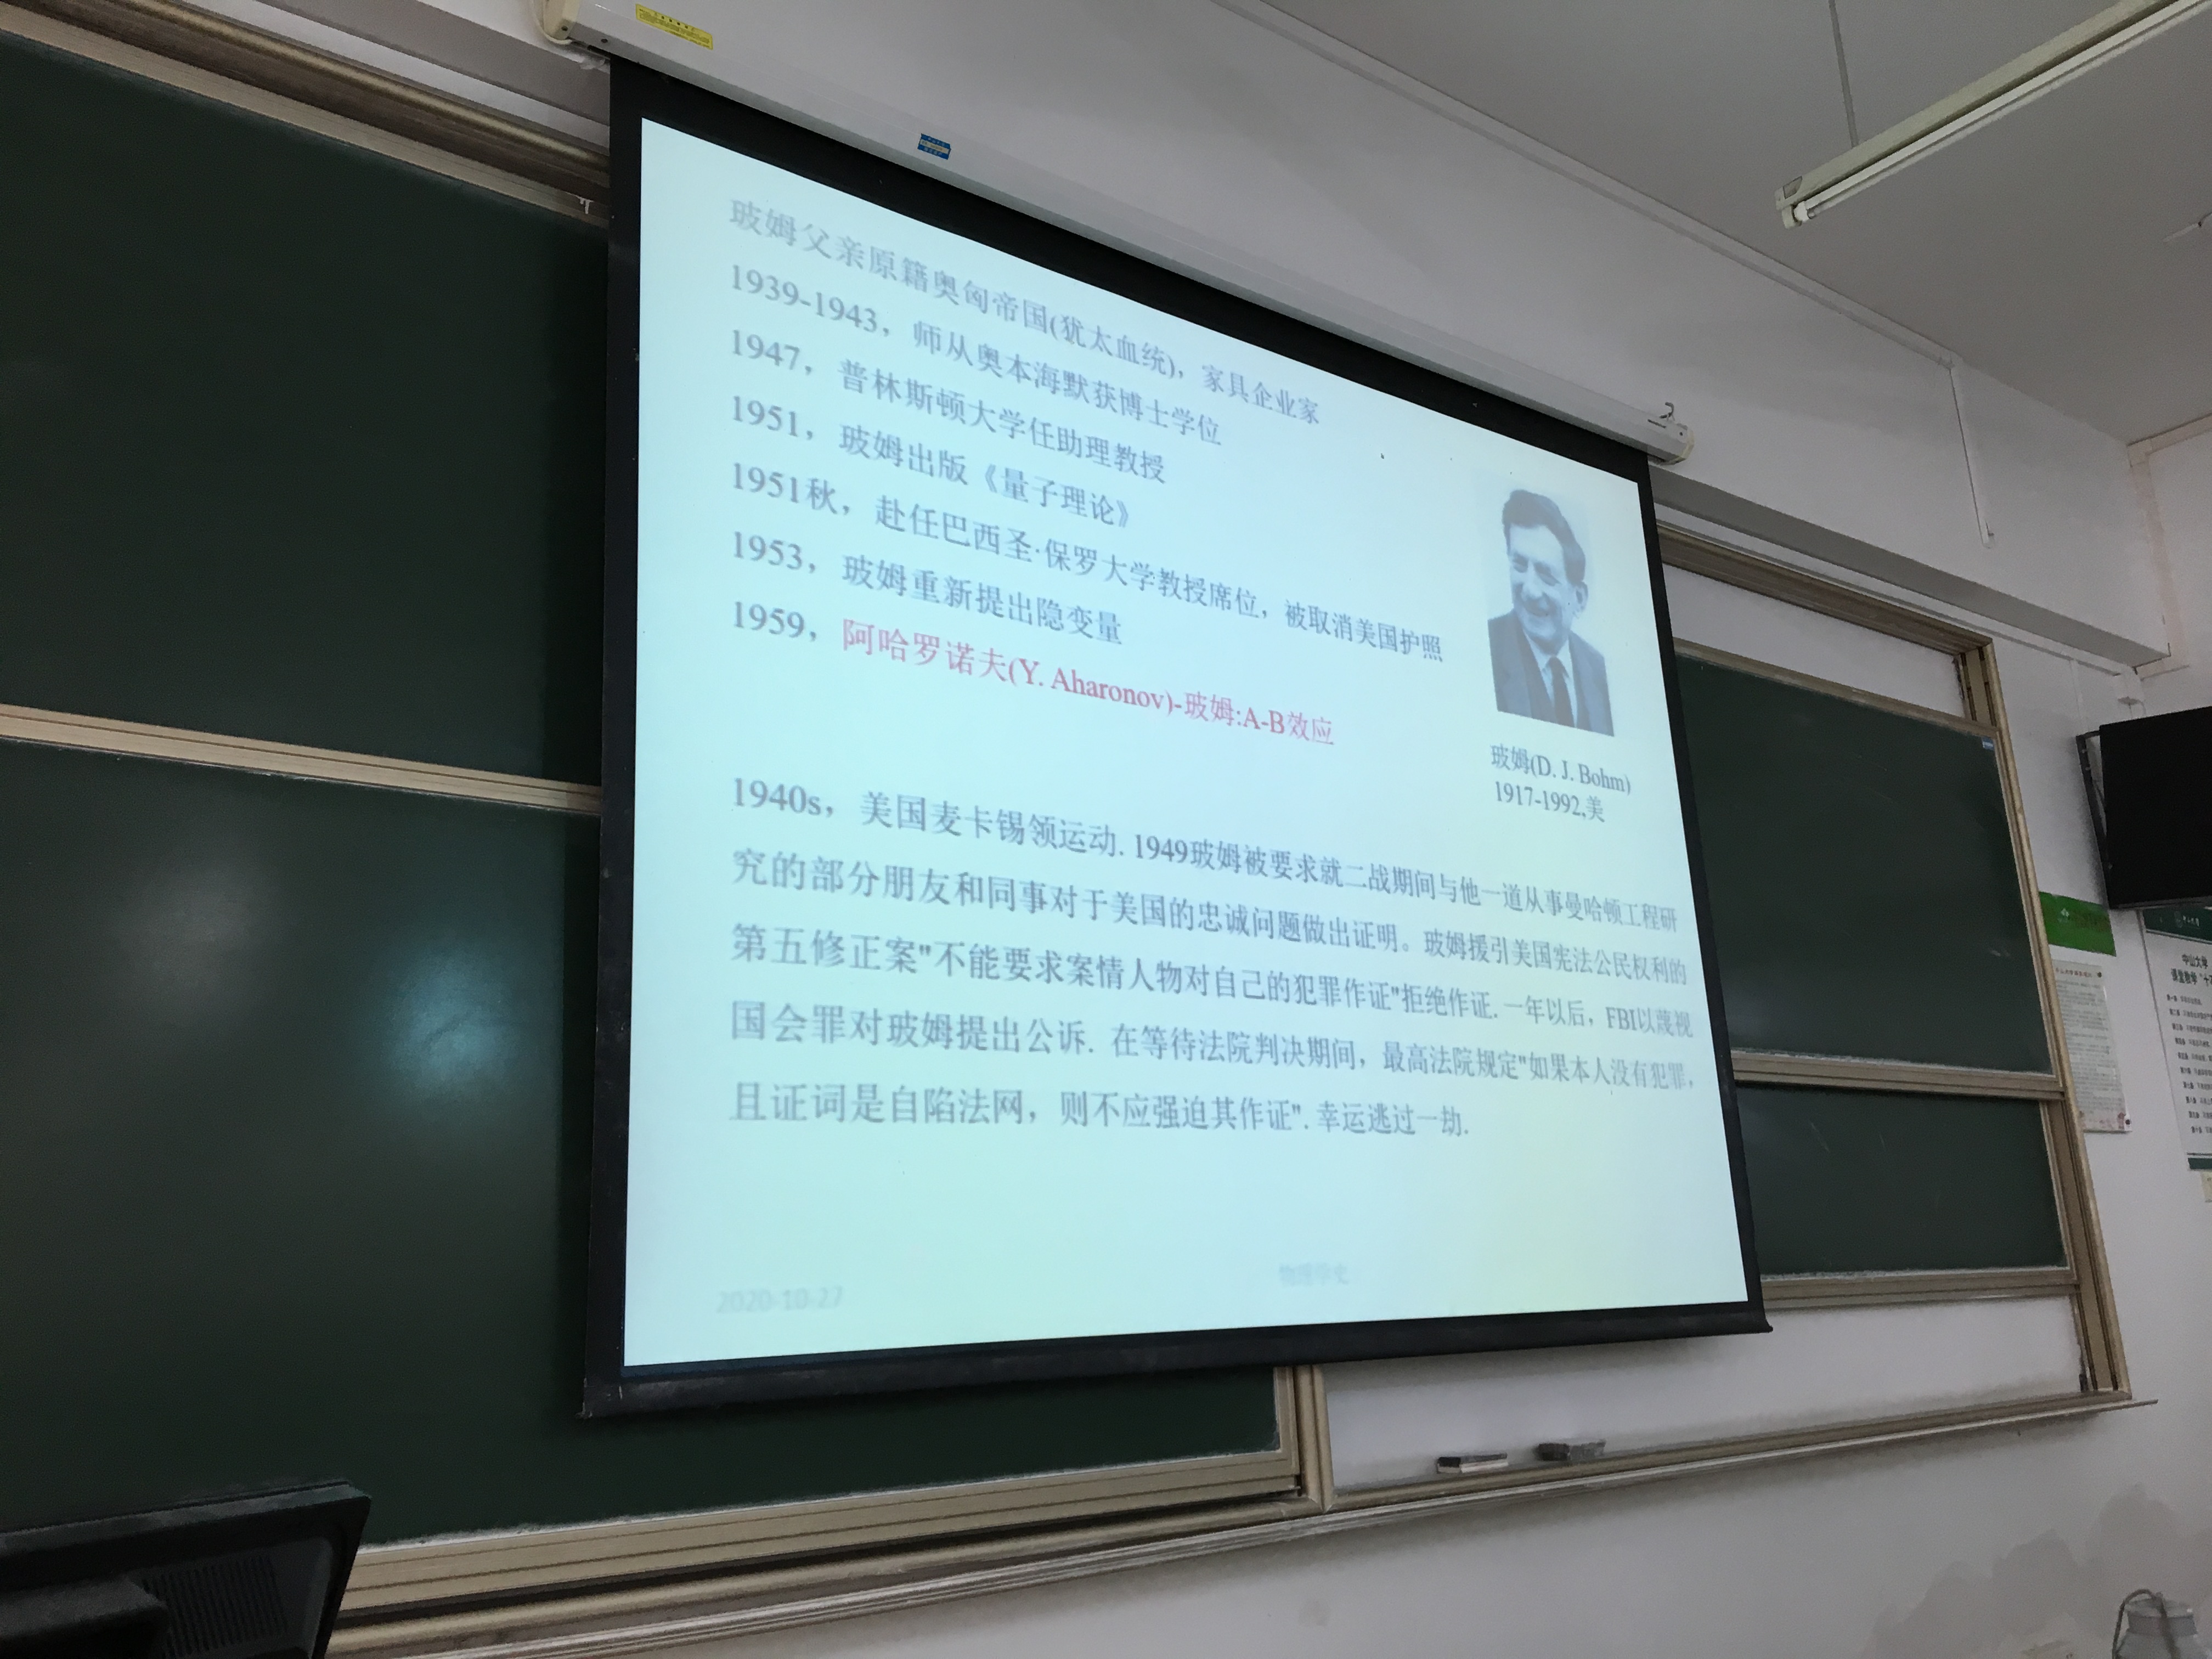 玻姆父亲原籍奥匈帝国(犹太血统)，家具企业家
1939-1943，师从奥本海默获博士学位
1947，普林斯顿大学任助理教授
1951，玻姆出版《量子理论》
1951秋，赴任巴西圣·保罗大学教授席位，被取消美国护照
1953，玻姆重新提出隐变量
1959，阿哈罗诺夫(Y. Aharonov)-玻姆:A-B效应
玻姆(D. J. Bohm)
1917-1992,美
1940s，美国麦卡锡领运动. 1949玻姆被要求就二战期间与他一道从事曼哈顿工程研
究的部分朋友和同事对于美国的忠诚问题做出证明。玻姆援引美国宪法公民权利的
第五修正案"不能要求案情人物对自己的犯罪作证"拒绝作证. 一年以后，FBI以蔑视
国会罪对玻姆提出公诉. 在等待法院判决期间，最高法院规定"如果本人没有犯罪，
且证词是自陷法网，则不应强迫其作证". 幸运逃过一劫.
2020-10-27
物理学史
中山大学